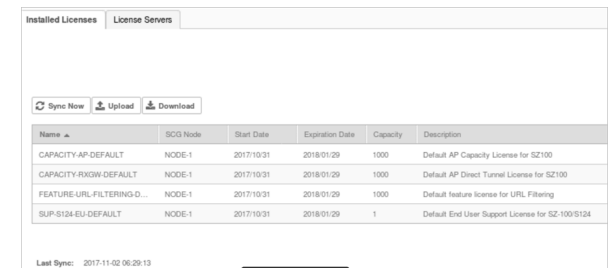 Installed Licenses License Servers
Sync Now Upload Download
Name SCG Node Start Date Expiration Date Capacity Description
CAPACITY-AP-DEFAULT NODE-1 2017/10/31 2018/01/29 1000 Default AP Capacity License for SZ100
CAPACITY-RXGW-DEFAULT NODE-1 2017/10/31 2018/01/29 1000 Default AP Direct Tunnel License for SZ100
FEATURE-URL-FILTERING-D... NODE-1 2017/10/31 2018/01/29 1000 Default feature license for URL Filtering
SUP-S124-EU-DEFAULT NODE-1 2017/10/31 2018/01/29 1 Default End User Support License for SZ-100/S124
Last Sync: 2017-11-02 06:29:13